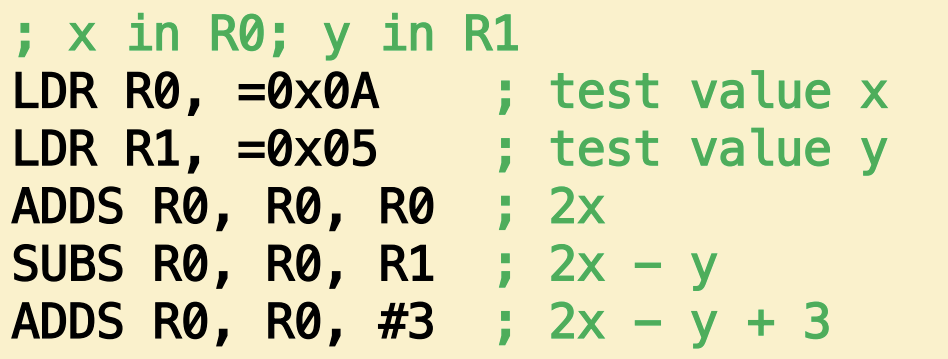 ; x in R0; y in R1
LDR R0, =0x0A    ; test value x
LDR R1, =0x05    ; test value y
ADDS R0, R0, R0  ; 2x
SUBS R0, R0, R1  ; 2x − y
ADDS R0, R0, #3  ; 2x − y + 3